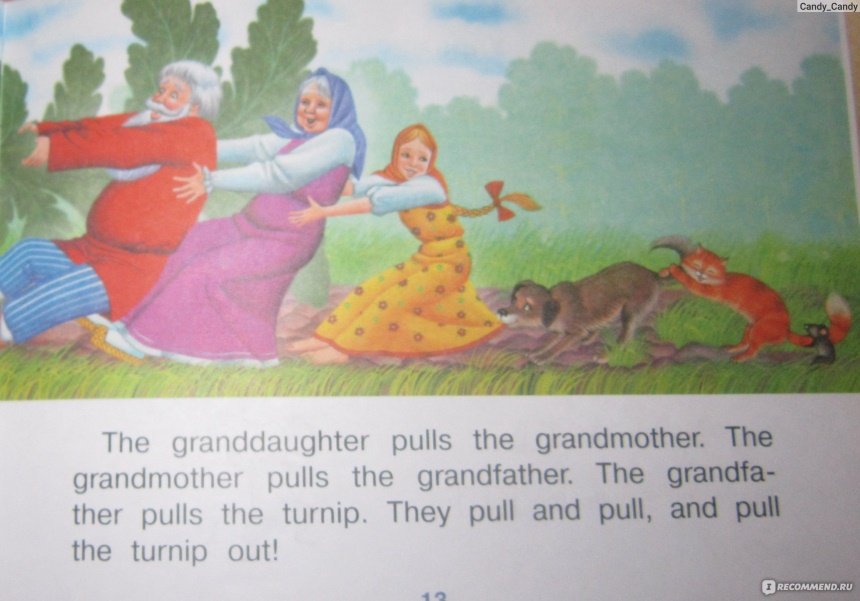 Candy_Candy
The granddaughter pulls the grandmother. The
grandmother pulls the grandfather. The grandfa-
ther pulls the turnip. They pull and pull, and pull
the turnip out!
13
IRECOMMEND.RU